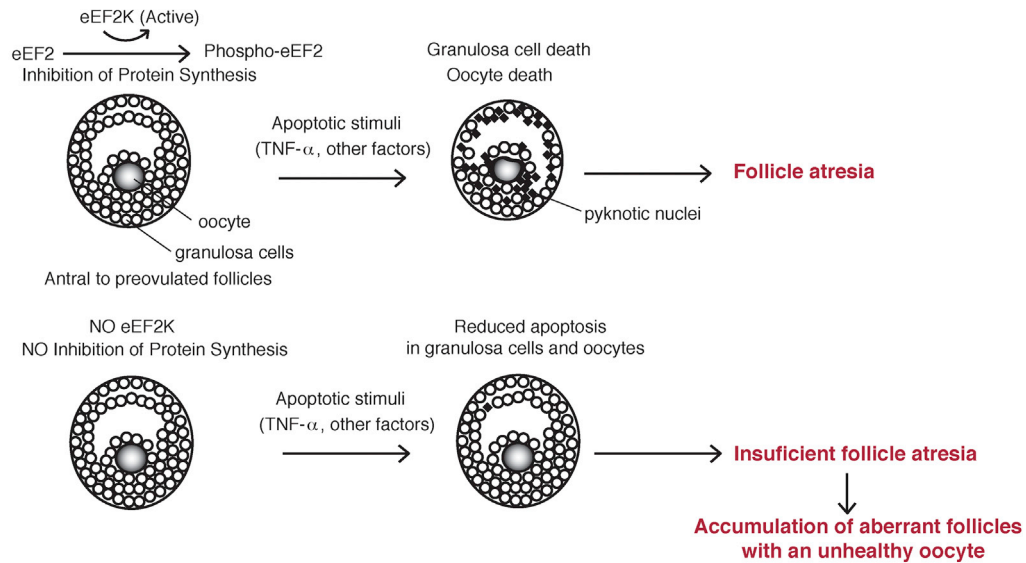 eEF2K (Active)
eEF2
Phospho-eEF2
Inhibition of Protein Synthesis
Granulosa cell death
Oocyte death
Apoptotic stimuli
(TNF-α, other factors)
Follicle atresia
pyknotic nuclei
oocyte
granulosa cells
Antral to preovulated follicles
NO eEF2K
NO Inhibition of Protein Synthesis
Reduced apoptosis
in granulosa cells and oocytes
Apoptotic stimuli
(TNF-α, other factors)
Insuficient follicle atresia
Accumulation of aberrant follicles
with an unhealthy oocyte